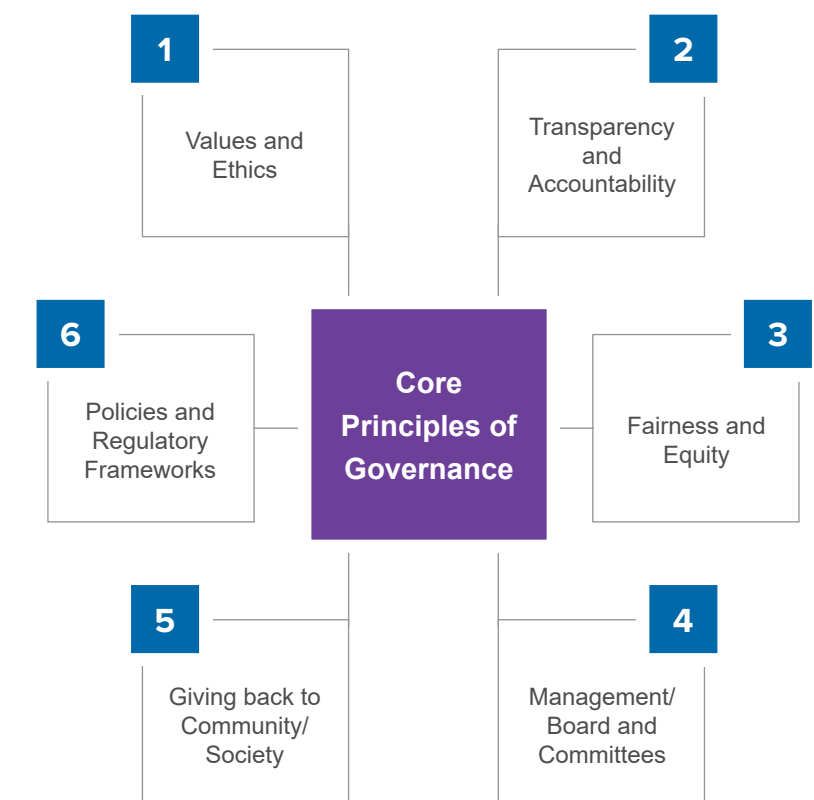 1
Values and
Ethics
2
Transparency
and
Accountability
6
Policies and
Regulatory
Frameworks
Core
Principles of
Governance
3
Fairness and
Equity
5
Giving back to
Community/
Society
4
Management/
Board and
Committees